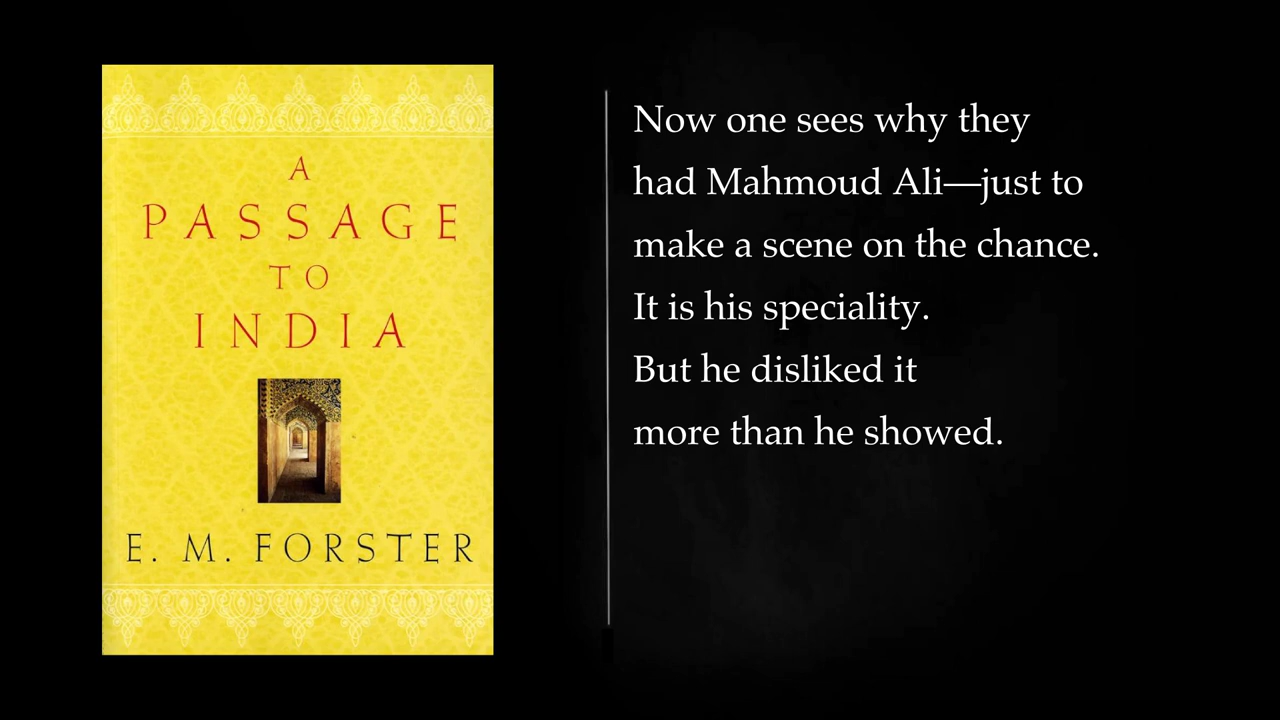 A
PASSAGE
TO
INDIA
E. M. FORSTER
Now one sees why they
had Mahmoud Ali—just to
make a scene on the chance.
It is his speciality.
But he disliked it
more than he showed.